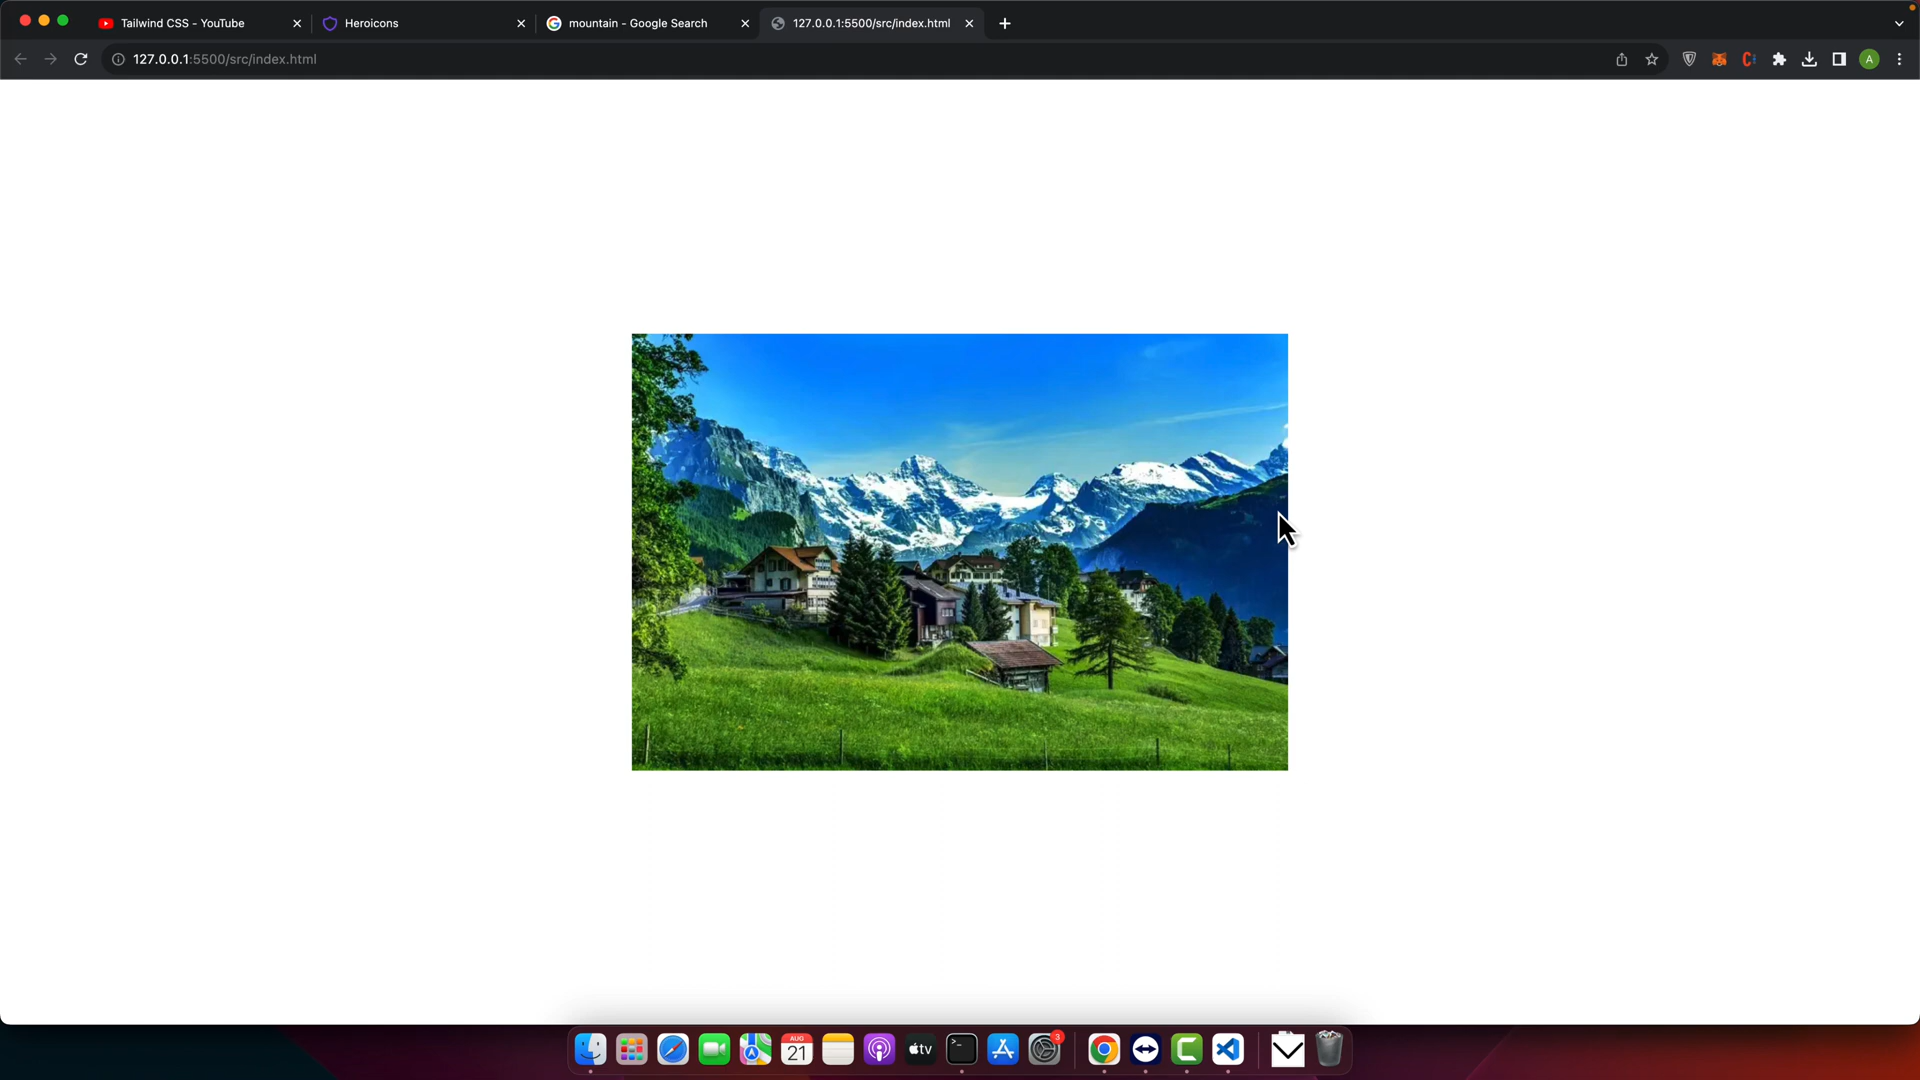 Tailwind CSS - YouTube
Heroicons
mountain - Google Search
127.0.0.1:5500/src/index.html
127.0.0.1:5500/src/index.html
A
AUG
21
tv
3